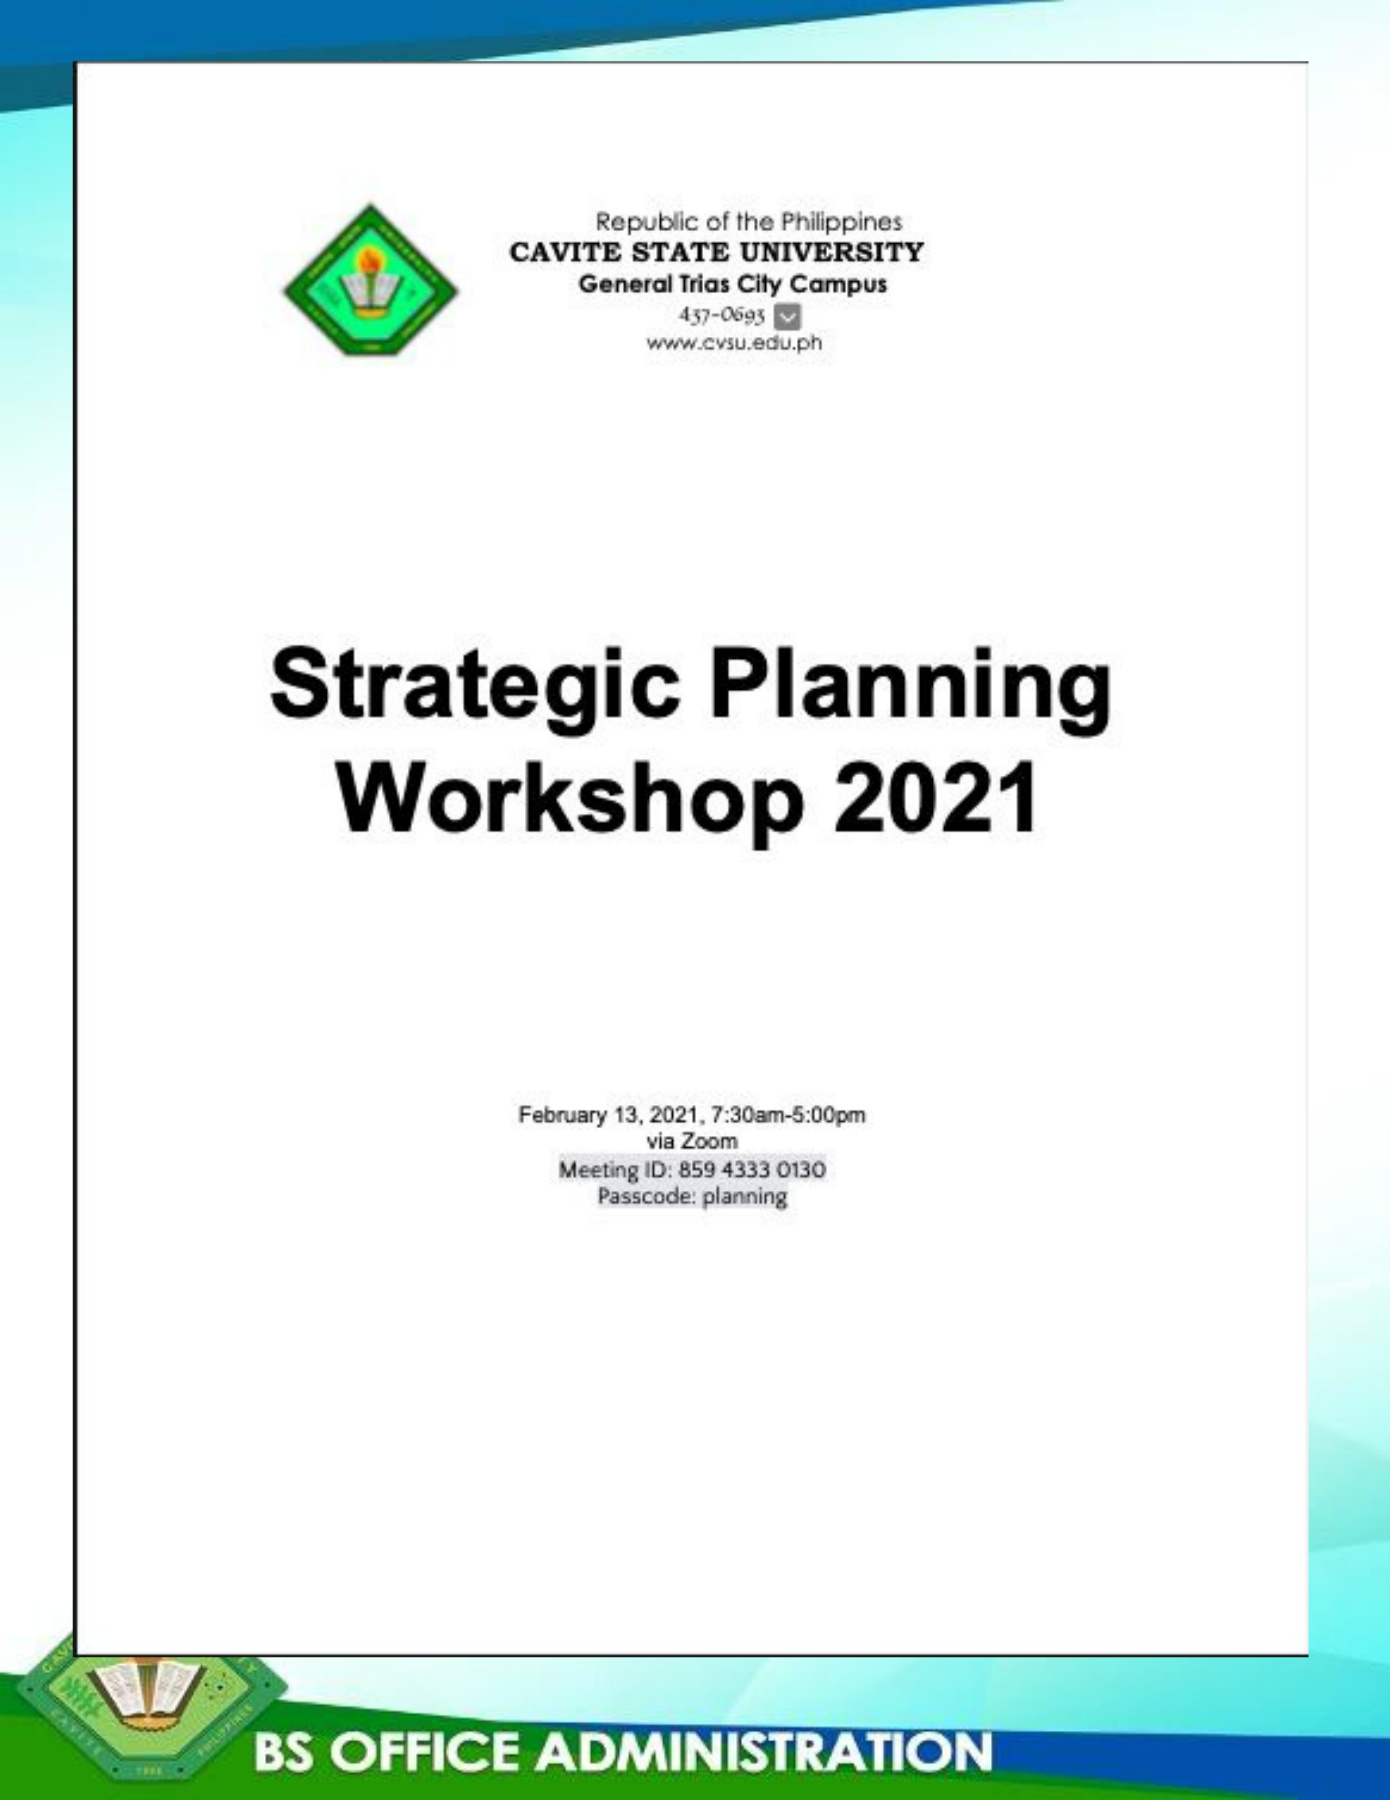 Republic of the Philippines
CAVITE STATE UNIVERSITY
General Trias City Campus
437-0693
www.cvsu.edu.ph
Strategic Planning
Workshop 2021
February 13, 2021, 7:30am-5:00pm
via Zoom
Meeting ID: 859 4333 0130
Passcode: planning
CAVITE
PHILIPPINES
BS OFFICE ADMINISTRATION